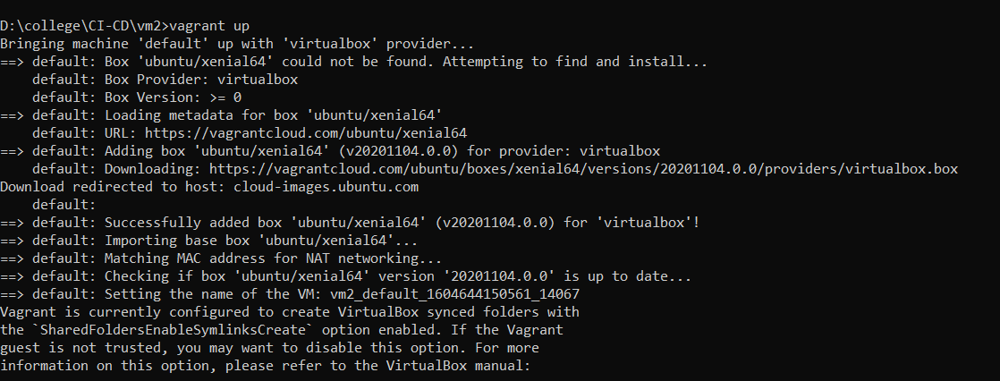 D:\college\CI-CD\vm2>vagrant up
Bringing machine 'default' up with 'virtualbox' provider...
==> default: Box 'ubuntu/xenial64' could not be found. Attempting to find and install...
    default: Box Provider: virtualbox
    default: Box Version: >= 0
==> default: Loading metadata for box 'ubuntu/xenial64'
    default: URL: https://vagrantcloud.com/ubuntu/xenial64
==> default: Adding box 'ubuntu/xenial64' (v20201104.0.0) for provider: virtualbox
    default: Downloading: https://vagrantcloud.com/ubuntu/boxes/xenial64/versions/20201104.0.0/providers/virtualbox.box
Download redirected to host: cloud-images.ubuntu.com
    default:
==> default: Successfully added box 'ubuntu/xenial64' (v20201104.0.0) for 'virtualbox'!
==> default: Importing base box 'ubuntu/xenial64'...
==> default: Matching MAC address for NAT networking...
==> default: Checking if box 'ubuntu/xenial64' version '20201104.0.0' is up to date...
==> default: Setting the name of the VM: vm2_default_1604644150561_14067
Vagrant is currently configured to create VirtualBox synced folders with
the `SharedFoldersEnableSymlinksCreate` option enabled. If the Vagrant
guest is not trusted, you may want to disable this option. For more
information on this option, please refer to the VirtualBox manual: